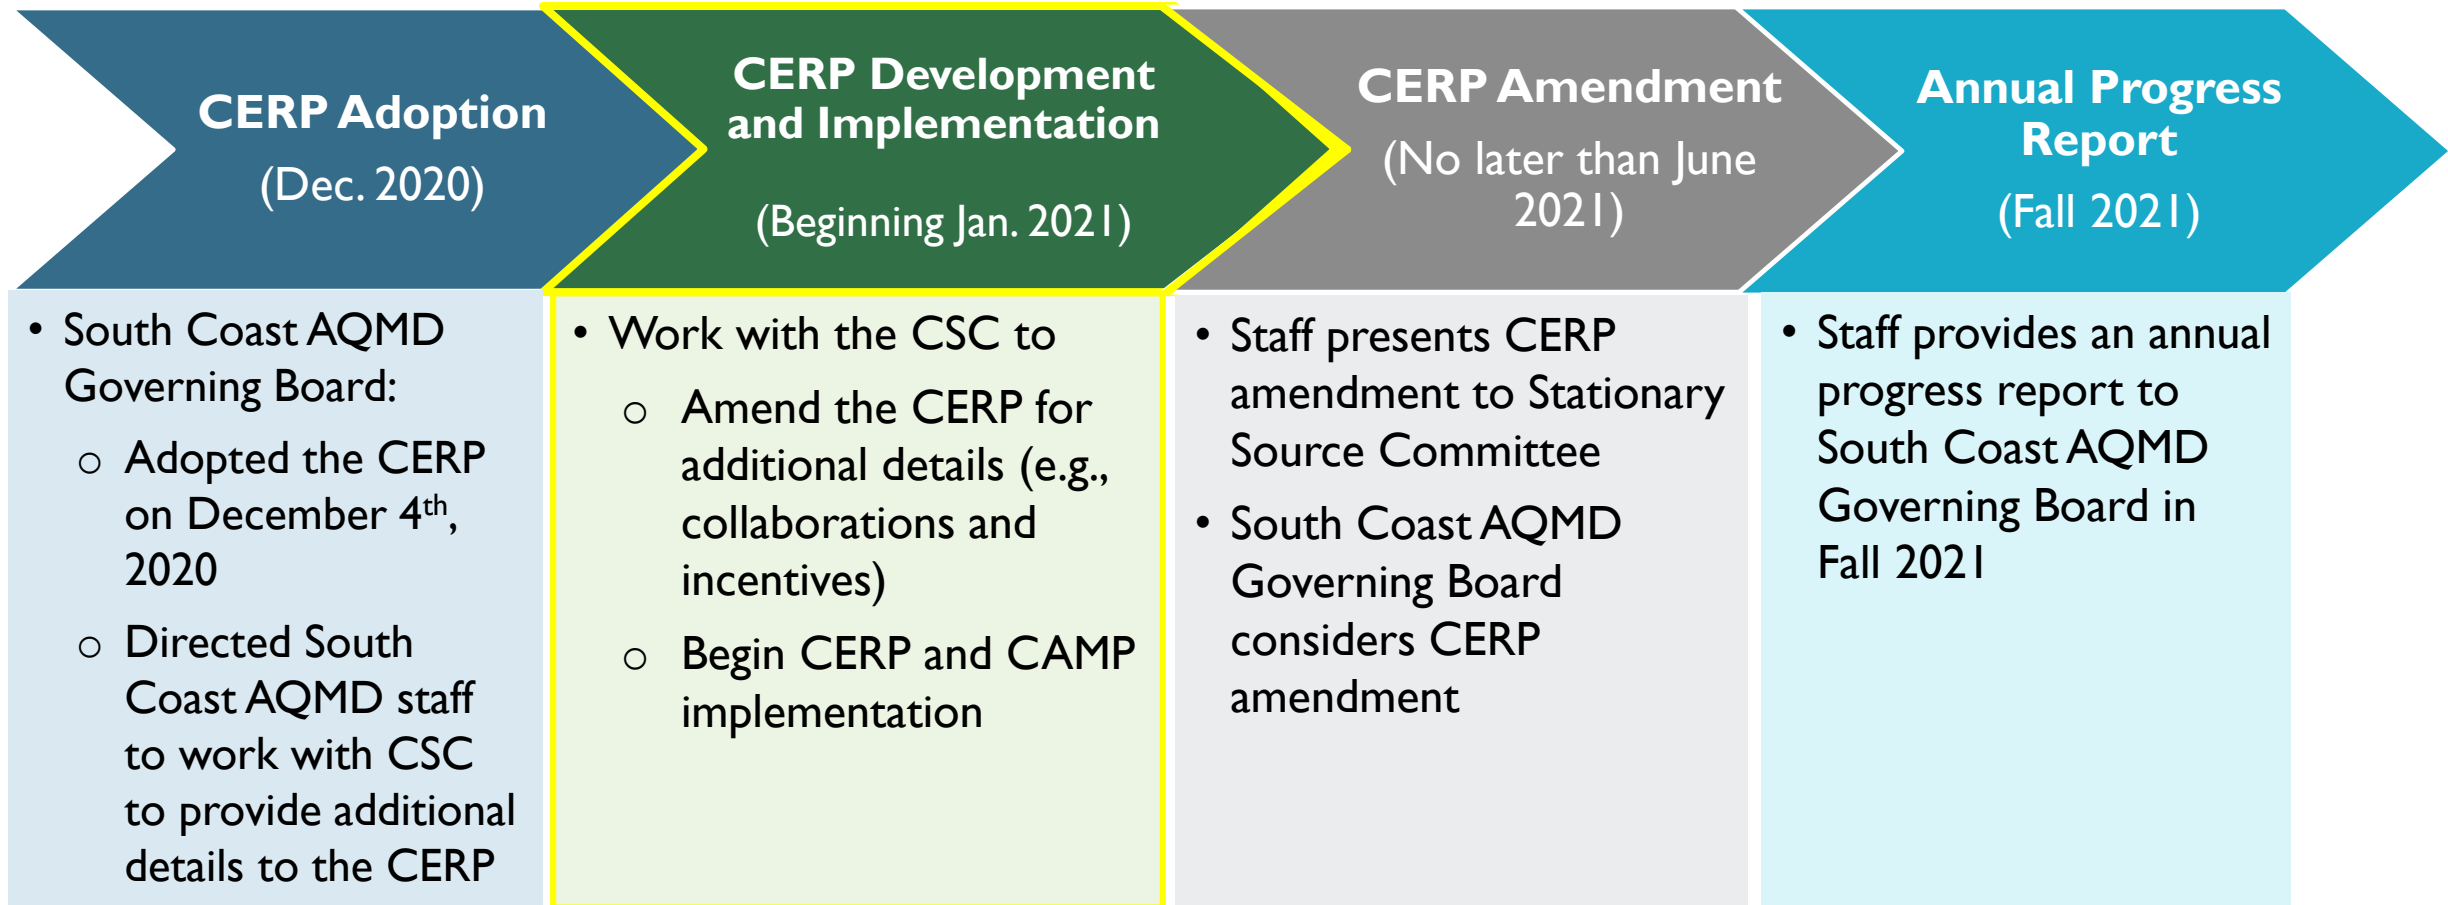 CERP Adoption
(Dec. 2020)
CERP Development
and Implementation
(Beginning Jan. 2021)
CERP Amendment
(No later than June
2021)
Annual Progress
Report
(Fall 2021)
• South Coast AQMD
Governing Board:
o Adopted the CERP
on December 4th,
2020
o Directed South
Coast AQMD staff
to work with CSC
to provide additional
details to the CERP
• Work with the CSC to
o Amend the CERP for
additional details (e.g.,
collaborations and
incentives)
o Begin CERP and CAMP
implementation
• Staff presents CERP
amendment to Stationary
Source Committee
• South Coast AQMD
Governing Board
considers CERP
amendment
• Staff provides an annual
progress report to
South Coast AQMD
Governing Board in
Fall 2021